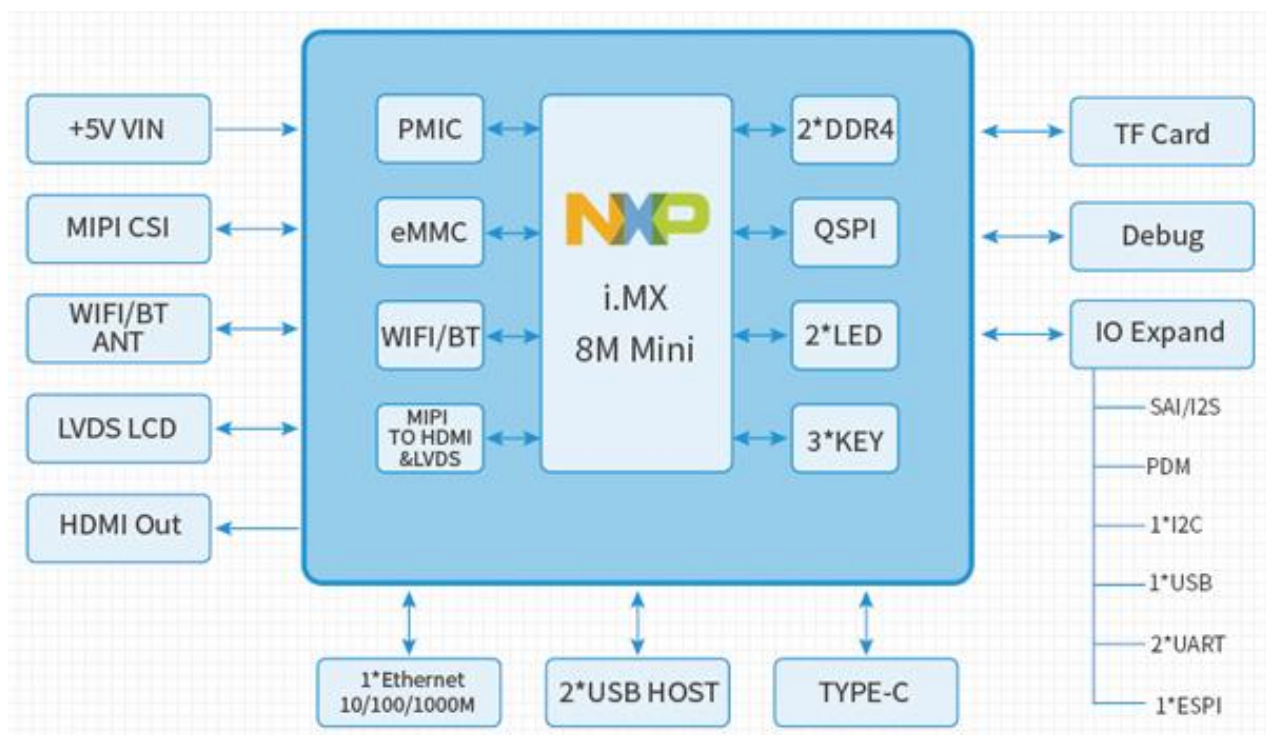 +5V VIN
MIPI CSI
WIFI/BT
ANT
LVDS LCD
HDMI Out
PMIC
eMMC
WIFI/BT
MIPI
TO HDMI
&LVDS
NXP
i.MX
8M Mini
2*DDR4
QSPI
2*LED
3*KEY
TF Card
Debug
IO Expand
SAI/I2S
PDM
1*I2C
1*USB
2*UART
1*ESPI
1*Ethernet
10/100/1000M
2*USB HOST
TYPE-C